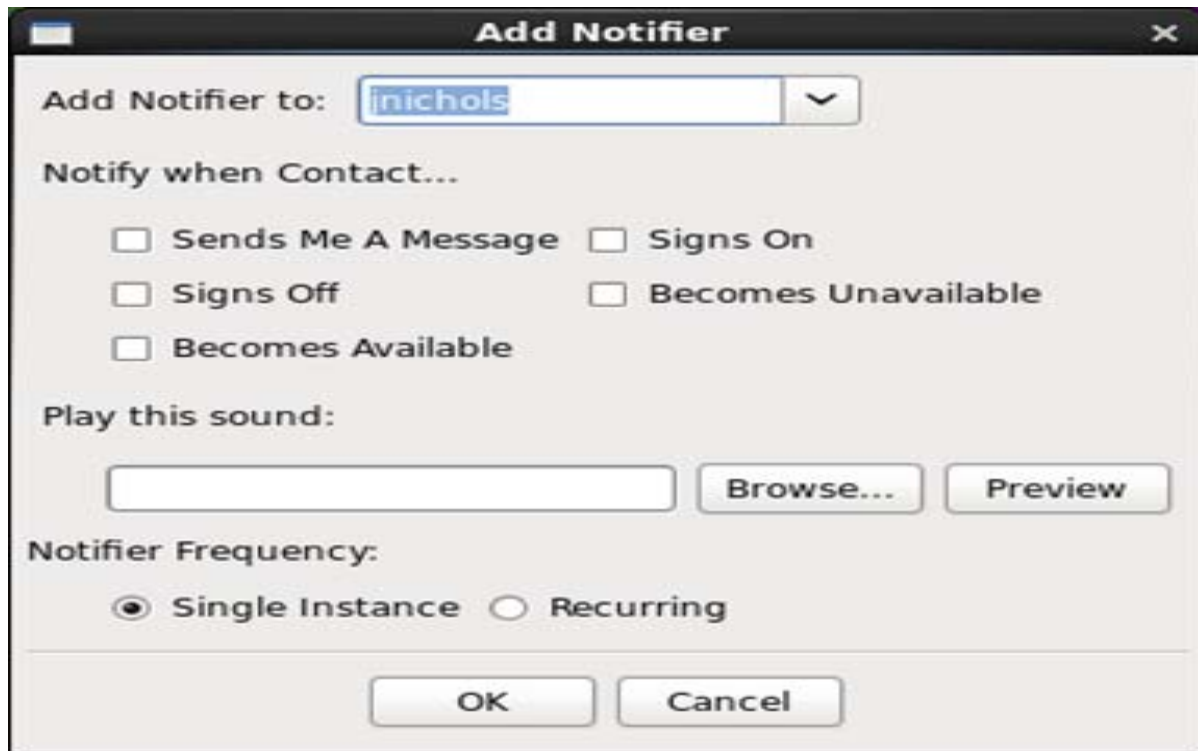 Add Notifier
Add Notifier to: jnichols
Notify when Contact...
Sends Me A Message Signs On
Signs Off Becomes Unavailable
Becomes Available
Play this sound:
Browse... Preview
Notifier Frequency:
Single Instance Recurring
OK Cancel